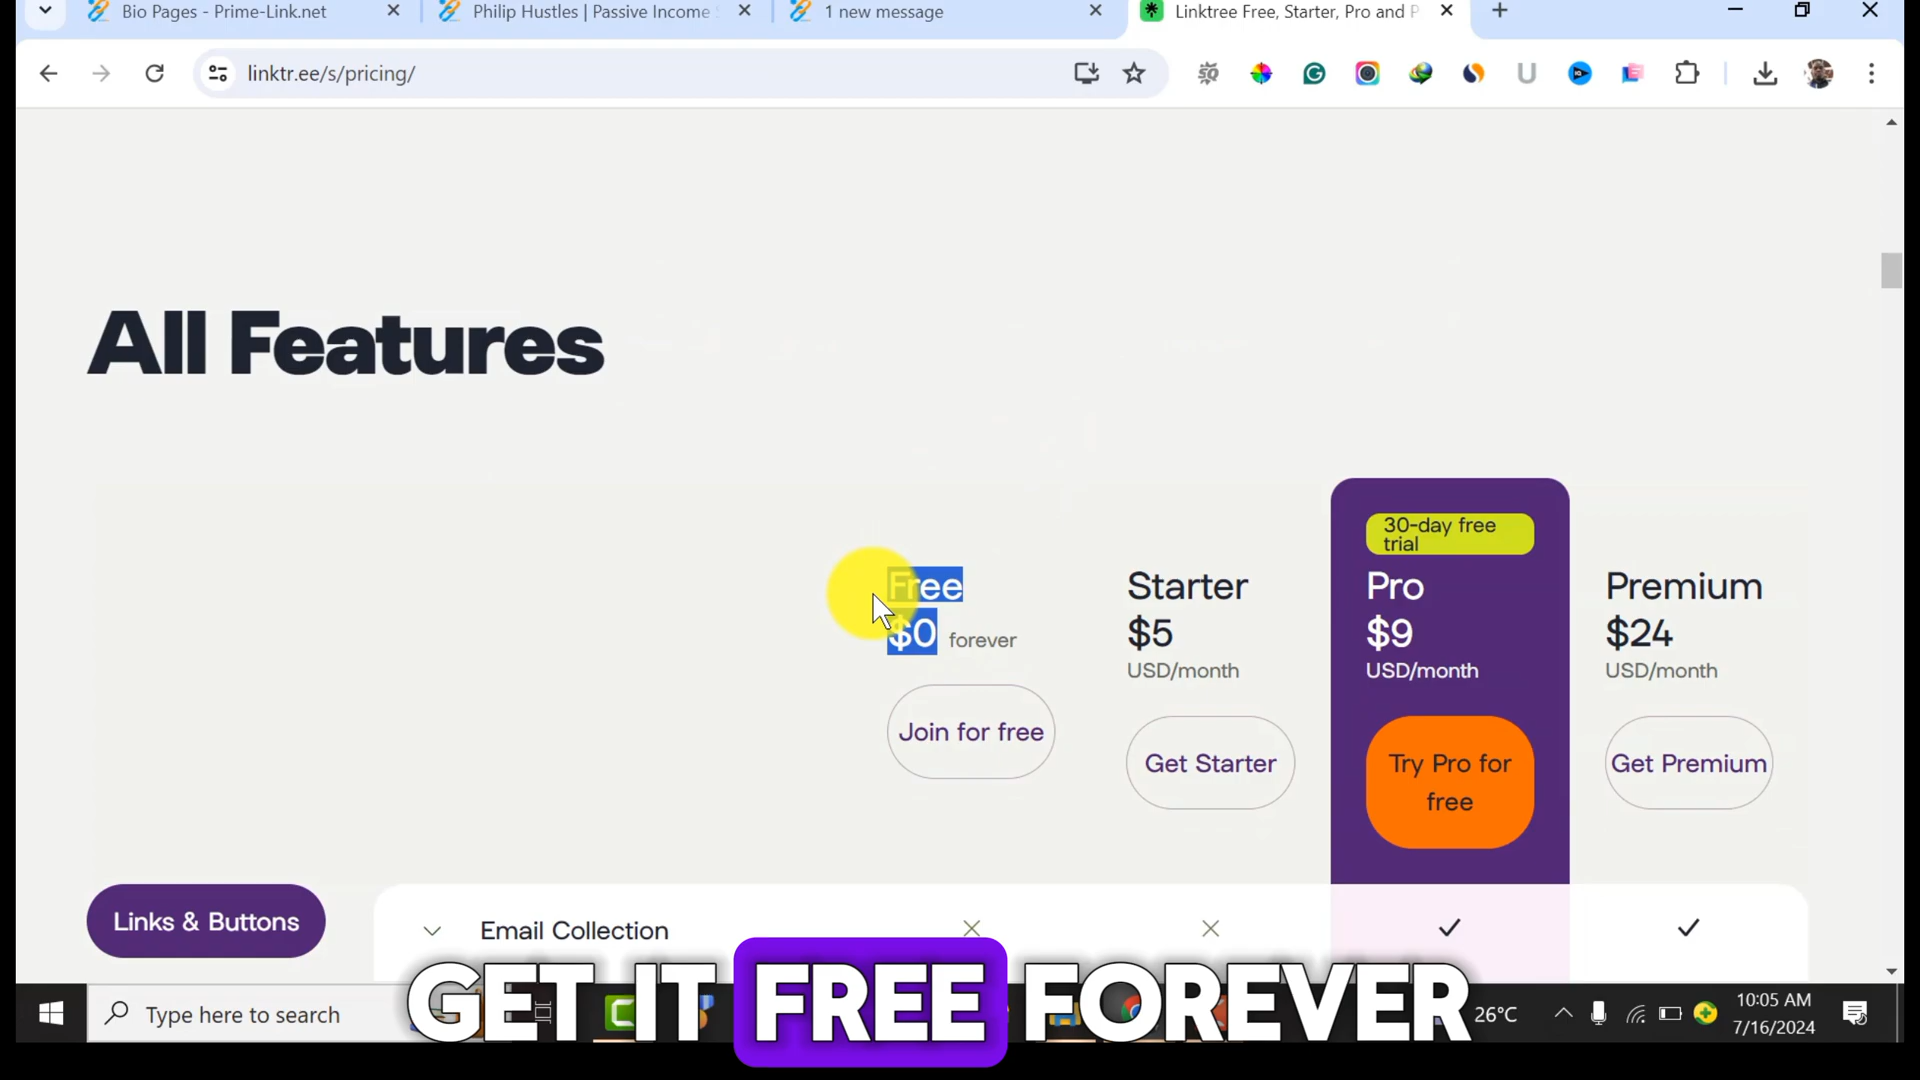 Bio Pages - Prime-Link.net
Philip Hustles | Passive Income S
1 new message
Linktree Free, Starter, Pro and P
linktr.ee/s/pricing/
All Features
30-day free
trial
Free
Starter
Pro
Premium
$0 forever
$5
$9
$24
USD/month
USD/month
USD/month
Join for free
Get Starter
Try Pro for
free
Get Premium
Links & Buttons
Email Collection
GET IT FREE FOREVER
Type here to search
26°C
10:05 AM
7/16/2024